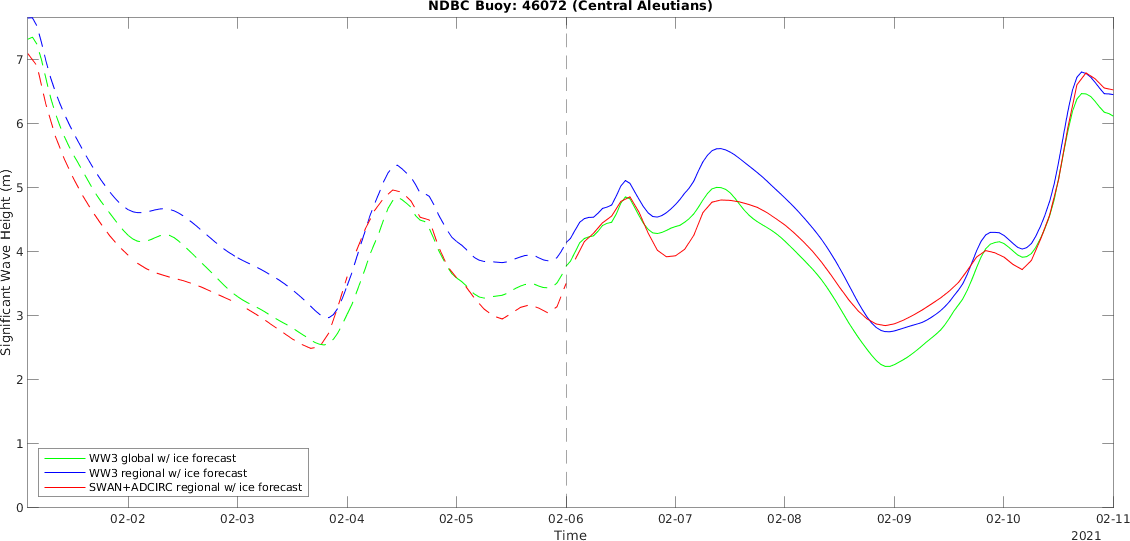 NDBC Buoy: 46072 (Central Aleutians)
Significant Wave Height (m)
7
6
5
4
3
2
1
0
WW3 global w/ ice forecast
WW3 regional w/ ice forecast
SWAN+ADCIRC regional w/ ice forecast
02-02 02-03 02-04 02-05 02-06 02-07 02-08 02-09 02-10 02-11
Time
2021